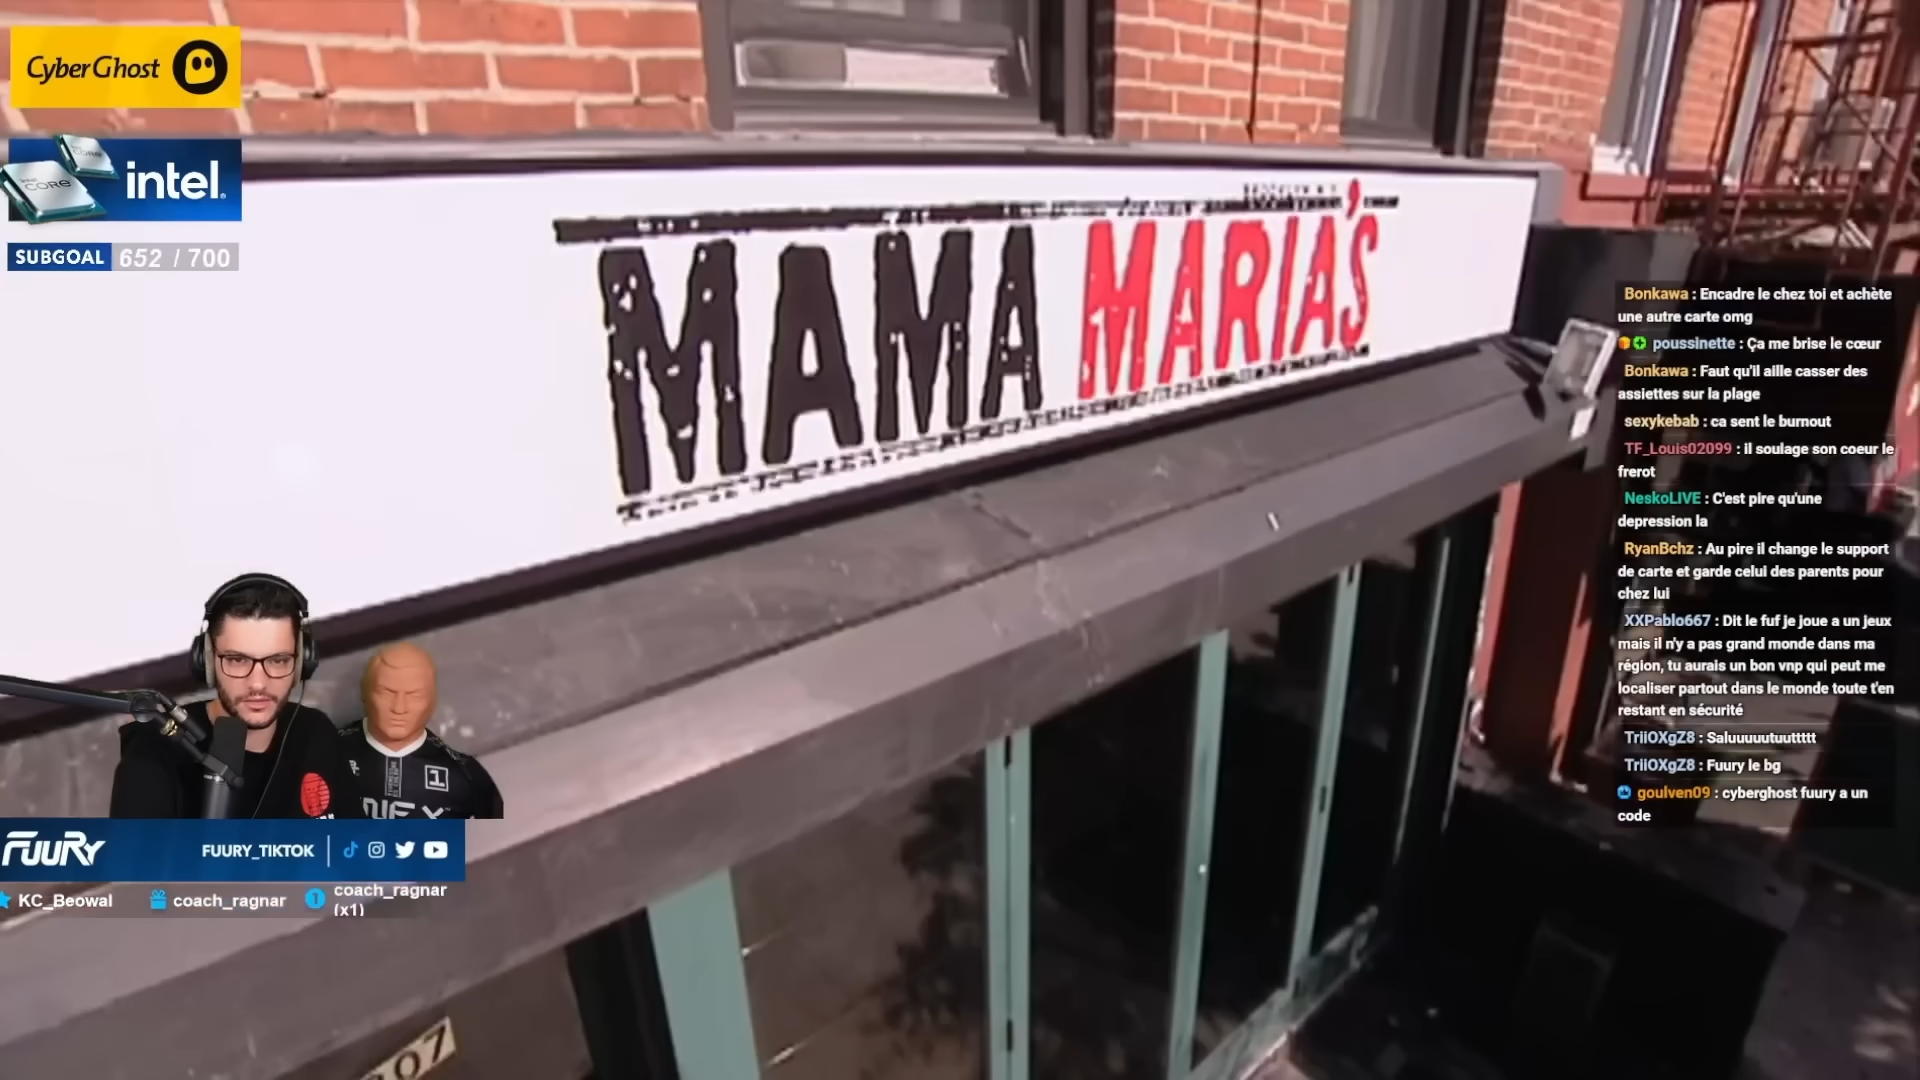 CyberGhost
intel.
CORE
CORE
SUBGOAL 652 / 700
MAMA MARIA'S
Bonkawa : Encadre le chez toi et achète
une autre carte omg
poussinette : Ça me brise le cœur
Bonkawa : Faut qu'il aille casser des
assiettes sur la plage
sexykebab : ca sent le burnout
TF_Louis02099 : il soulage son coeur le
frerot
NeskoLIVE : C'est pire qu'une
depression la
RyanBchz : Au pire il change le support
de carte et garde celui des parents pour
chez lui
XXPablo667 : Dit le fuf je joue a un jeux
mais il n'y a pas grand monde dans ma
région, tu aurais un bon vnp qui peut me
localiser partout dans le monde toute t'en
restant en sécurité
TriiOXgZ8 : Saluuuuutuuttttt
TriiOXgZ8 : Fuury le bg
goulven09 : cyberghost fuury a un
code
1
FUURY
FUURY_TIKTOK
KC_Beowal
coach_ragnar
1
coach_ragnar
(x1)
07